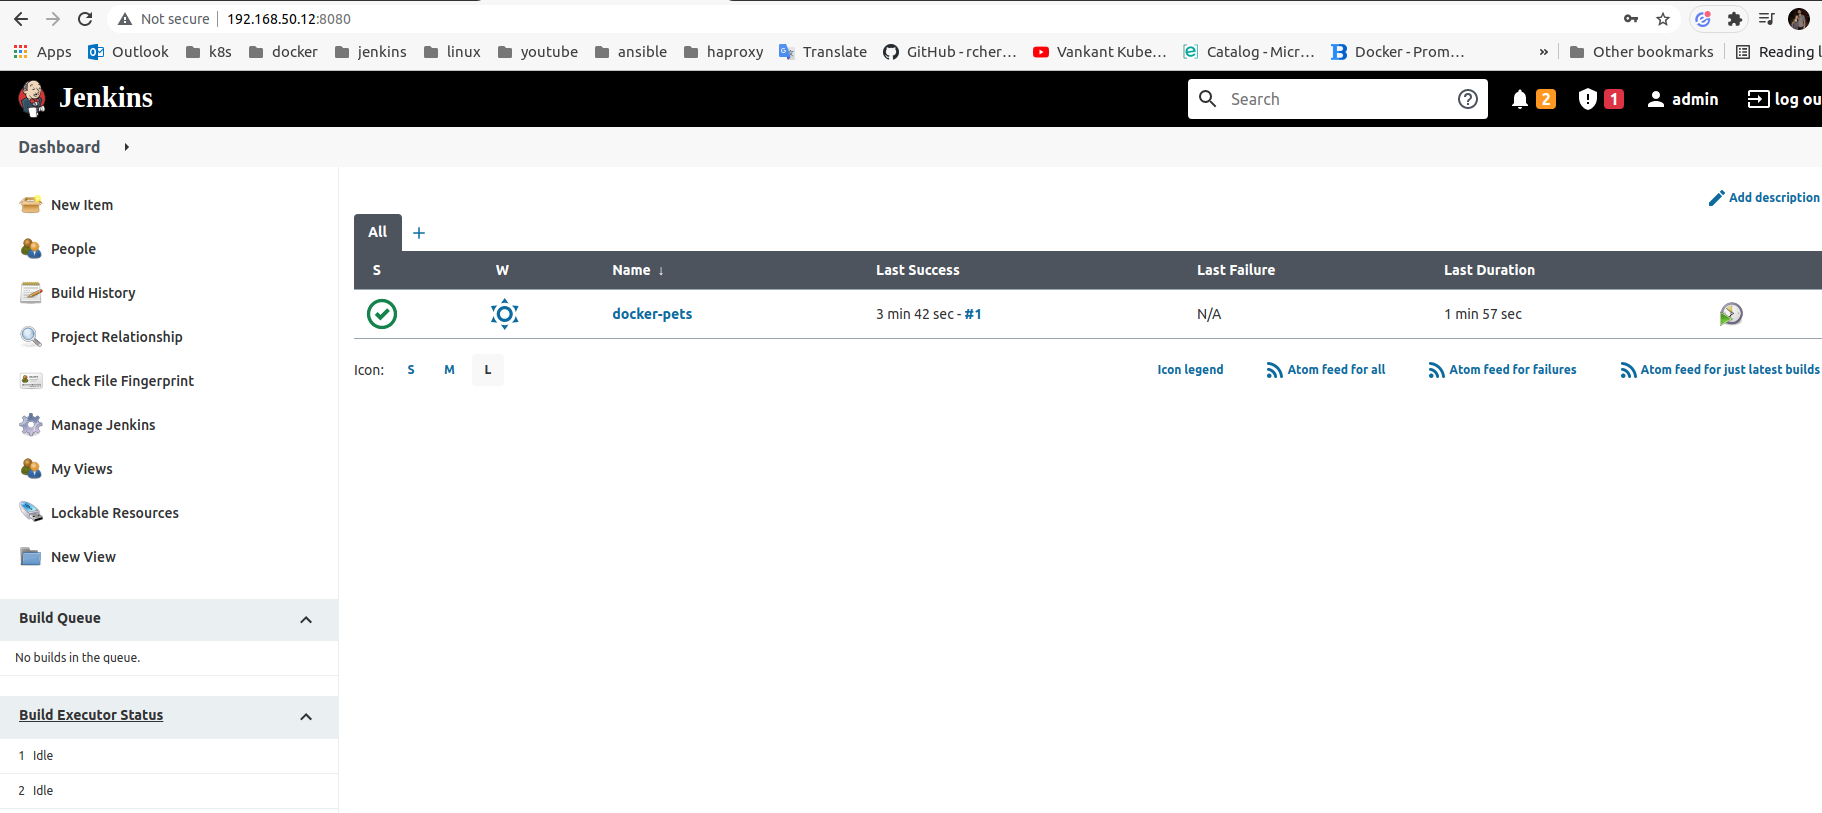 Not secure 192.168.50.12:8080
Apps Outlook k8s docker jenkins linux youtube ansible haproxy Translate GitHub - rcher… Vankant Kube… Catalog - Micr… Docker - Prom… » Other bookmarks Reading l
Jenkins Search 2 1 admin log ou
Dashboard
New Item
People
Build History
Project Relationship
Check File Fingerprint
Manage Jenkins
My Views
Lockable Resources
New View
Build Queue
No builds in the queue.
Build Executor Status
1 Idle
2 Idle
Add description
All +
S W Name ↓ Last Success Last Failure Last Duration
docker-pets 3 min 42 sec - #1 N/A 1 min 57 sec
Icon: S M L Icon legend Atom feed for all Atom feed for failures Atom feed for just latest builds